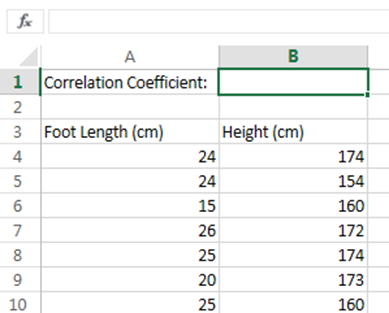 fx
A B
1 Correlation Coefficient:
2
3 Foot Length (cm) Height (cm)
4 24 174
5 24 154
6 15 160
7 26 172
8 25 174
9 20 173
10 25 160